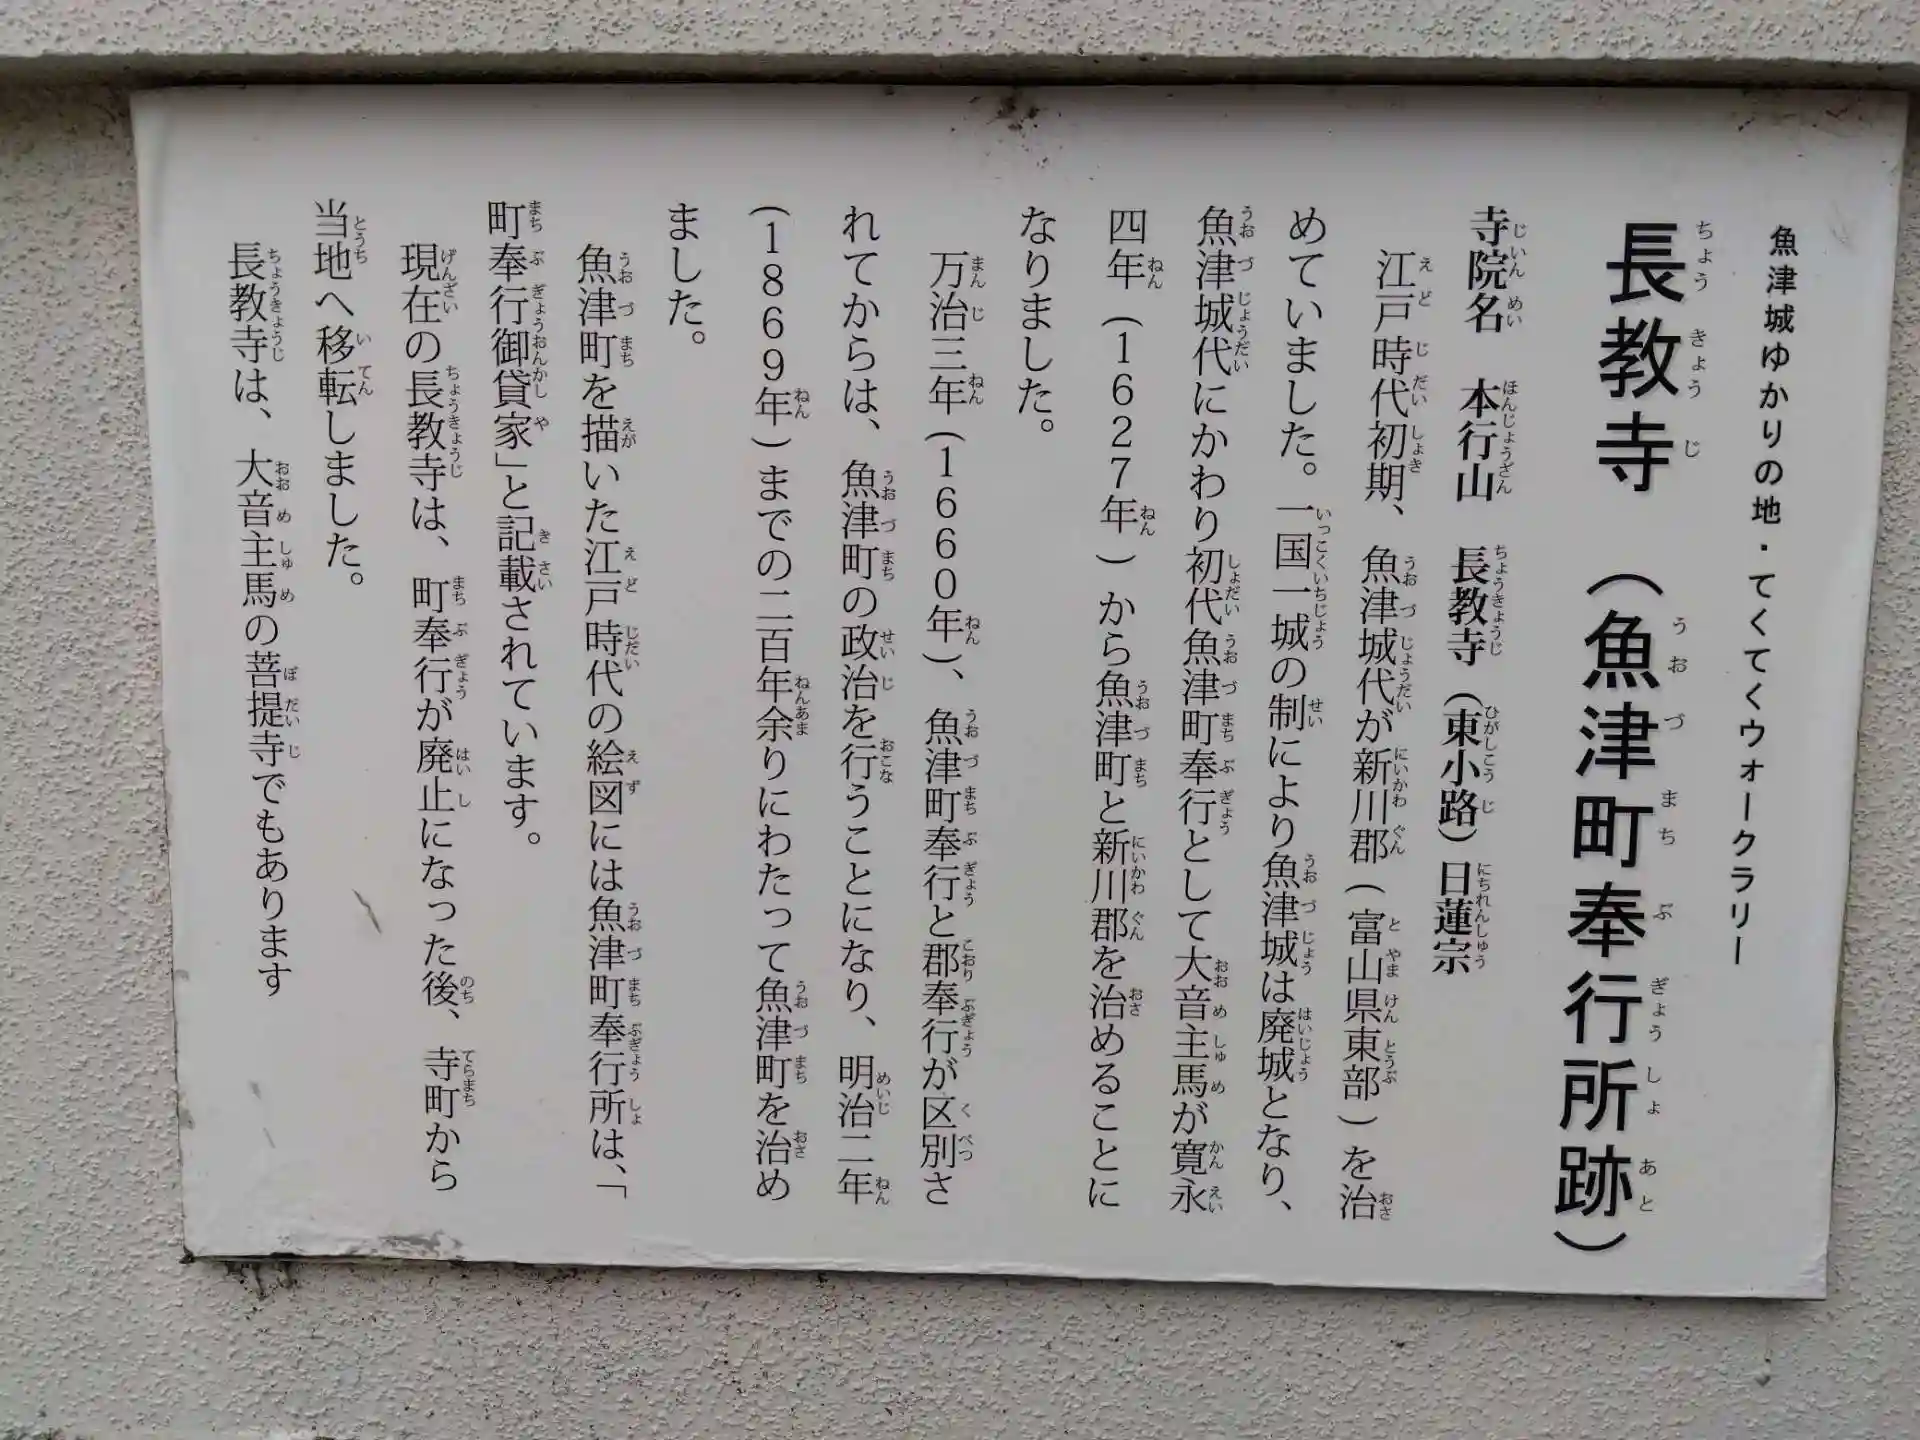 魚津城ゆかりの地・てくてくウォークラリー
長教寺（魚津町奉行所跡）
寺院名　本行山　長教寺（東小路）日蓮宗
江戸時代初期、魚津城代が新川郡（富山県東部）を治
めていました。一国一城の制により魚津城は廃城となり、
魚津城代にかわり初代魚津町奉行として大音主馬が寛永
四年（1627年）から魚津町と新川郡を治めることに
なりました。
万治三年（1660年）、魚津町奉行と郡奉行が区別さ
れてからは、魚津町の政治を行うことになり、明治二年
（1869年）までの二百年余りにわたって魚津町を治め
ました。
魚津町を描いた江戸時代の絵図には魚津町奉行所は、「
町奉行御貸家」と記載されています。
現在の長教寺は、町奉行が廃止になった後、寺町から
当地へ移転しました。
長教寺は、大音主馬の菩提寺でもあります